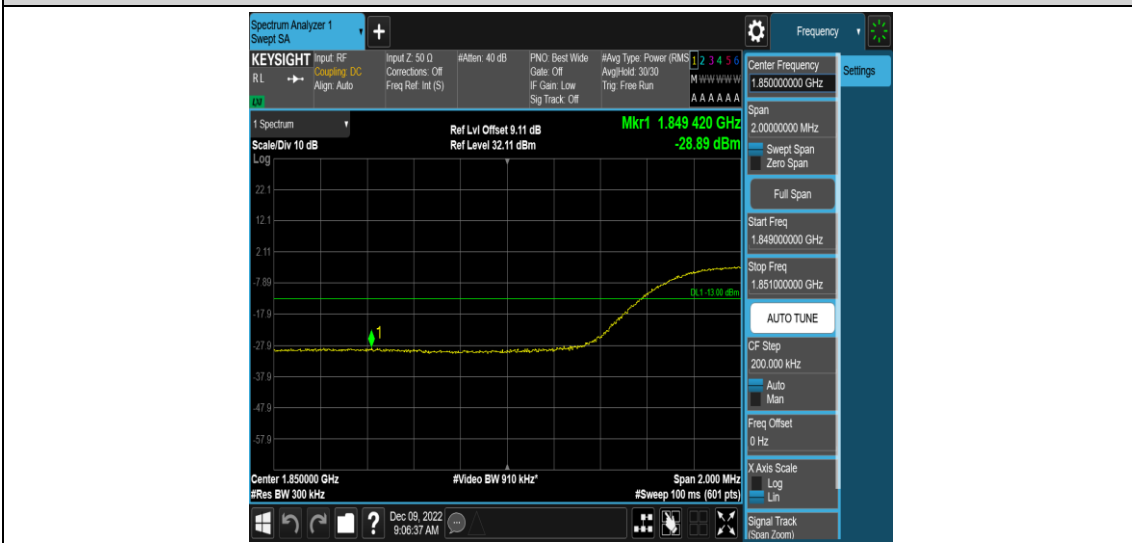 Spectrum Analyzer 1
Swept SA
+
Frequency
KEYSIGHT
RL
LXI
Input: RF
Coupling: DC
Align: Auto
Input Z: 50 Ω
Corrections: Off
Freq Ref: Int (S)
#Atten: 40 dB
PNO: Best Wide
Gate: Off
IF Gain: Low
Sig Track: Off
#Avg Type: Power (RMS
Avg|Hold: 30/30
Trig: Free Run
1 2 3 4 5 6
M W W W W W
A A A A A A
1 Spectrum
Scale/Div 10 dB
Log
Ref Lvl Offset 9.11 dB
Ref Level 32.11 dBm
Mkr1 1.849 420 GHz
-28.89 dBm
22.1
12.1
2.11
-7.89
DL1 -13.00 dBm
-17.9
1
-27.9
-37.9
-47.9
-57.9
Center 1.850000 GHz
#Video BW 910 kHz*
Span 2.000 MHz
#Res BW 300 kHz
#Sweep 100 ms (601 pts)
?
Dec 09, 2022
9:06:37 AM
Center Frequency
1.850000000 GHz
Settings
Span
2.00000000 MHz
Swept Span
Zero Span
Full Span
Start Freq
1.849000000 GHz
Stop Freq
1.851000000 GHz
AUTO TUNE
CF Step
200.000 kHz
Auto
Man
Freq Offset
0 Hz
X Axis Scale
Log
Lin
Signal Track
(Span Zoom)